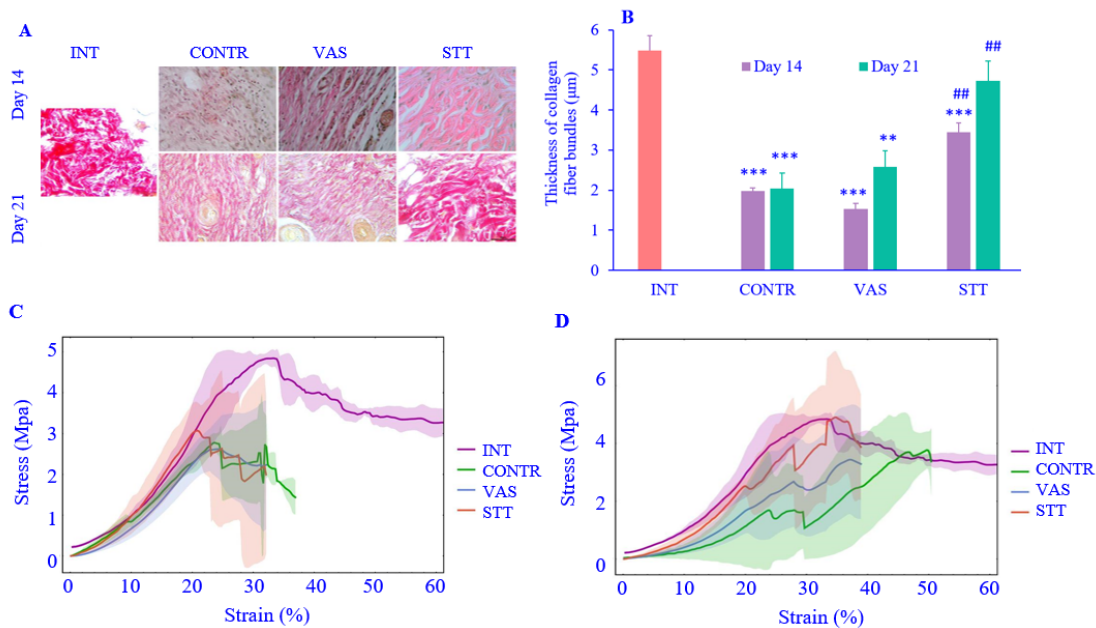 A
INT
CONTR
VAS
STT
Day 14
Day 21
B
Thickness of collagen
fiber bundles (μm)
6
5
4
3
2
1
0
Day 14
Day 21
***
***
***
**
##
***
##
INT
CONTR
VAS
STT
C
Stress (Mpa)
5
4
3
2
1
0
0 10 20 30 40 50 60
Strain (%)
INT
CONTR
VAS
STT
D
Stress (Mpa)
6
4
2
0
0 10 20 30 40 50 60
Strain (%)
INT
CONTR
VAS
STT